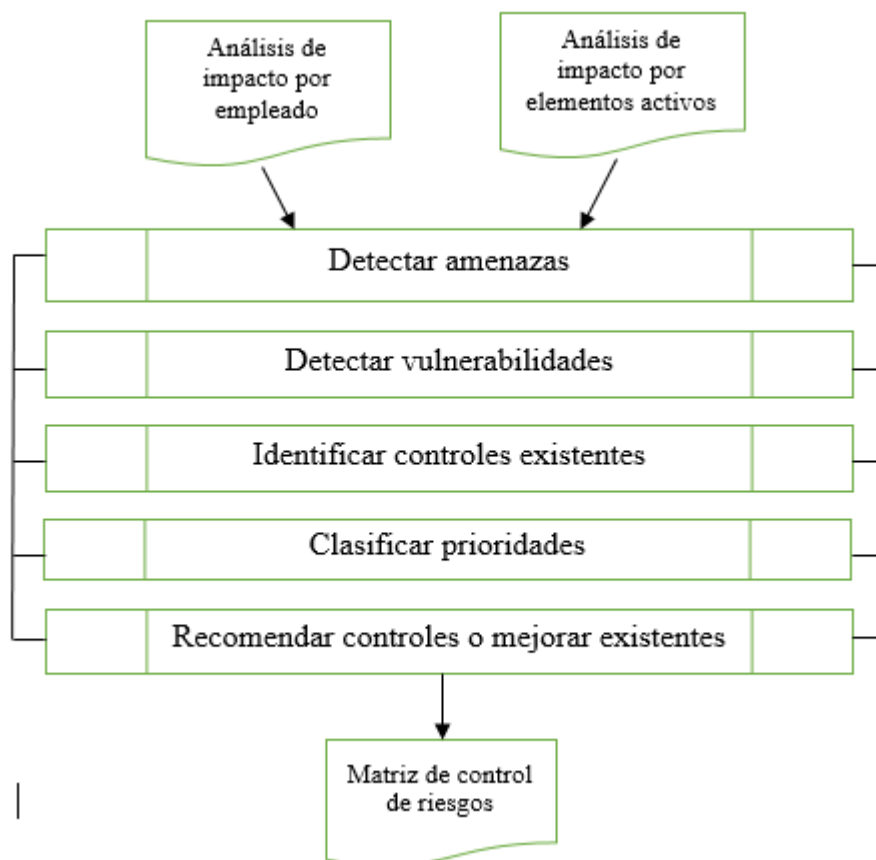 Análisis de
impacto por
empleado
Análisis de
impacto por
elementos activos
Detectar amenazas
Detectar vulnerabilidades
Identificar controles existentes
Clasificar prioridades
Recomendar controles o mejorar existentes
Matriz de control
de riesgos